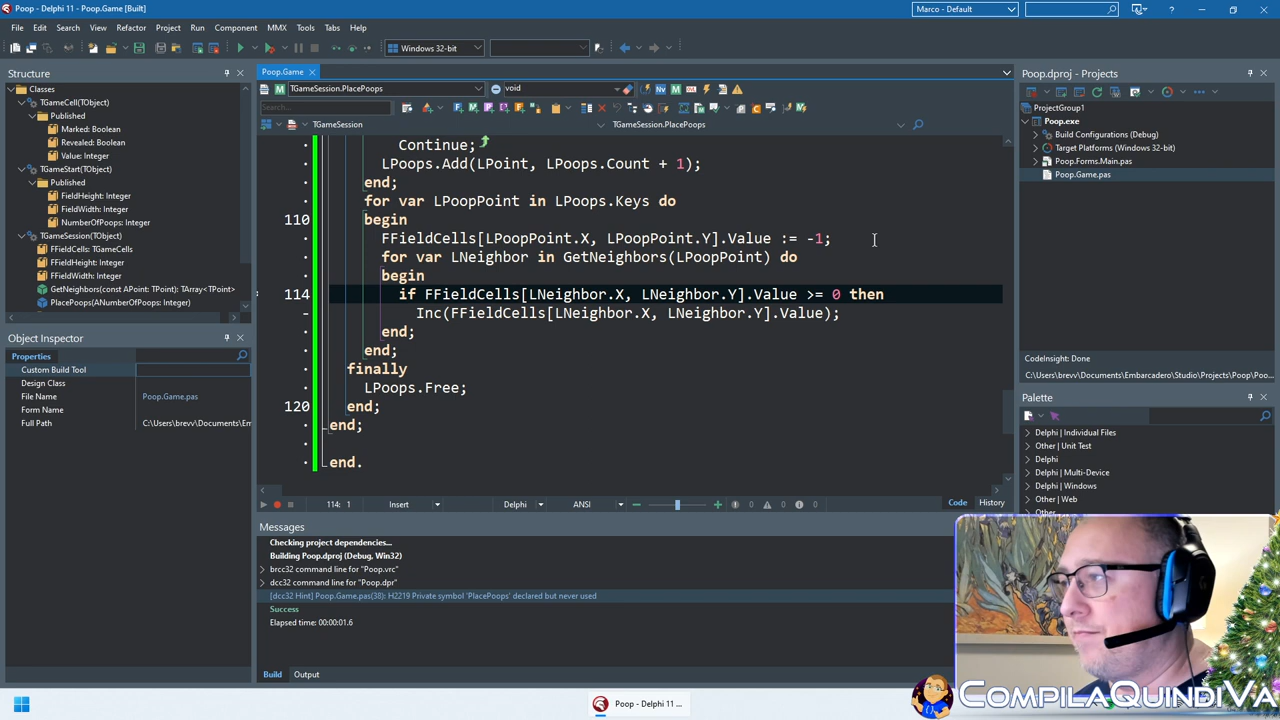 Poop - Delphi 11 - Poop.Game [Built]
Marco - Default
File Edit Search View Refactor Project Run Component MMX Tools Tabs Help
Windows 32-bit
Structure
Classes
TGameCell(TObject)
Published
Marked: Boolean
Revealed: Boolean
Value: Integer
TGameStart(TObject)
Published
FieldHeight: Integer
FieldWidth: Integer
NumberOfPoops: Integer
TGameSession(TObject)
FFieldCells: TGameCells
FFieldWidth: Integer
GetNeighbors(const APoint: TPoint): TArray<TPoint>
PlacePoops(ANumberOfPoops: Integer)
Object Inspector
Properties
Custom Build Tool
Design Class
File Name Poop.Game.pas
Form Name
Full Path C:\Users\brevv\Documents\Emb
Poop.Game
TGameSession.PlacePoops void
Search...
TGameSession TGameSession.PlacePoops
Continue;
LPoops.Add(LPoint, LPoops.Count + 1);
end;
for var LPoopPoint in LPoops.Keys do
110 begin
FFieldCells[LPoopPoint.X, LPoopPoint.Y].Value := -1;
for var LNeighbor in GetNeighbors(LPoopPoint) do
begin
114 if FFieldCells[LNeighbor.X, LNeighbor.Y].Value >= 0 then
Inc(FFieldCells[LNeighbor.X, LNeighbor.Y].Value);
end;
end;
finally
LPoops.Free;
120 end;
end;
end.
114: 1 Insert Delphi ANSI 0 0 0 Code History
Messages
Checking project dependencies...
Building Poop.dproj (Debug, Win32)
brcc32 command line for "Poop.vrc"
dcc32 command line for "Poop.dpr"
[dcc32 Hint] Poop.Game.pas(38): H2219 Private symbol 'PlacePoops' declared but never used
Success
Elapsed time: 00:00:01.6
Build Output
Poop.dproj - Projects
ProjectGroup1
Poop.exe
Build Configurations (Debug)
Target Platforms (Windows 32-bit)
Poop.Forms.Main.pas
Poop.Game.pas
CodeInsight: Done
C:\Users\brevv\Documents\Embarcadero\Studio\Projects\Poop\Poo...
Palette
Delphi | Individual Files
Other | Unit Test
Delphi
Delphi | Multi-Device
Delphi | Windows
Other | Web
Other
Poop - Delphi 11 ...
CompilaQuindiVa